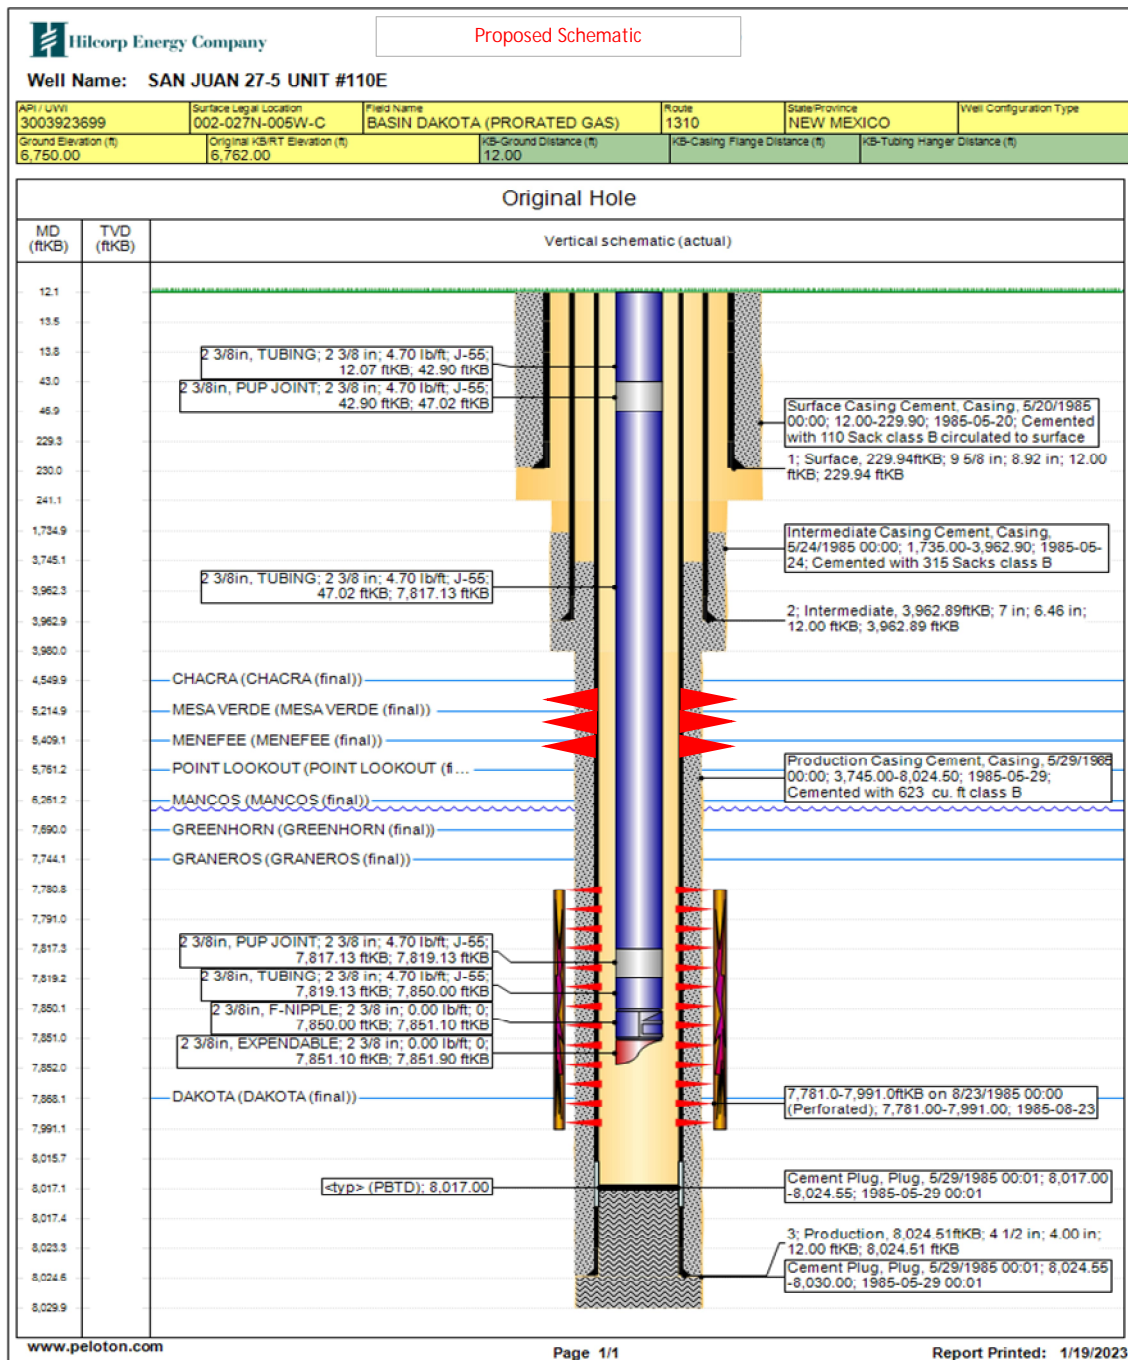 Hilcorp Energy Company
Proposed Schematic
Well Name: SAN JUAN 27-5 UNIT #110E
API / UWI
3003923699
Surface Legal Location
002-027N-005W-C
Field Name
BASIN DAKOTA (PRORATED GAS)
Route
1310
State/Province
NEW MEXICO
Well Configuration Type
Ground Elevation (ft)
6,750.00
Original KB/RT Elevation (ft)
6,762.00
KB-Ground Distance (ft)
12.00
KB-Casing Flange Distance (ft)
KB-Tubing Hanger Distance (ft)
Original Hole
MD
(ftKB)
TVD
(ftKB)
Vertical schematic (actual)
12.1
13.5
13.8
2 3/8in, TUBING; 2 3/8 in; 4.70 lb/ft; J-55;
12.07 ftKB; 42.90 ftKB
43.0
2 3/8in, PUP JOINT; 2 3/8 in; 4.70 lb/ft; J-55;
42.90 ftKB; 47.02 ftKB
46.9
Surface Casing Cement, Casing, 5/20/1985
00:00; 12.00-229.90; 1985-05-20; Cemented
with 110 Sack class B circulated to surface
229.3
230.0
1; Surface, 229.94ftKB; 9 5/8 in; 8.92 in; 12.00
ftKB; 229.94 ftKB
241.1
1,734.9
Intermediate Casing Cement, Casing,
5/24/1985 00:00; 1,735.00-3,962.90; 1985-05-
24; Cemented with 315 Sacks class B
3,745.1
2 3/8in, TUBING; 2 3/8 in; 4.70 lb/ft; J-55;
47.02 ftKB; 7,817.13 ftKB
3,962.3
3,962.9
2; Intermediate, 3,962.89ftKB; 7 in; 6.46 in;
12.00 ftKB; 3,962.89 ftKB
3,980.0
4,549.9
CHACRA (CHACRA (final))
5,214.9
MESA VERDE (MESA VERDE (final))
5,409.1
MENEFEE (MENEFEE (final))
5,761.2
POINT LOOKOUT (POINT LOOKOUT (fi...
Production Casing Cement, Casing, 5/29/1985
00:00; 3,745.00-8,024.50; 1985-05-29;
Cemented with 623 cu. ft class B
6,261.2
MANCOS (MANCOS (final))
7,690.0
GREENHORN (GREENHORN (final))
7,744.1
GRANEROS (GRANEROS (final))
7,780.8
7,791.0
7,817.3
2 3/8in, PUP JOINT; 2 3/8 in; 4.70 lb/ft; J-55;
7,817.13 ftKB; 7,819.13 ftKB
7,819.2
2 3/8in, TUBING; 2 3/8 in; 4.70 lb/ft; J-55;
7,819.13 ftKB; 7,850.00 ftKB
7,850.1
2 3/8in, F-NIPPLE; 2 3/8 in; 0.00 lb/ft; 0;
7,850.00 ftKB; 7,851.10 ftKB
7,851.0
2 3/8in, EXPENDABLE; 2 3/8 in; 0.00 lb/ft; 0;
7,851.10 ftKB; 7,851.90 ftKB
7,852.0
7,868.1
DAKOTA (DAKOTA (final))
7,781.0-7,991.0ftKB on 8/23/1985 00:00
(Perforated); 7,781.00-7,991.00; 1985-08-23
7,991.1
8,015.7
8,017.1
<typ> (PBTD); 8,017.00
Cement Plug, Plug, 5/29/1985 00:01; 8,017.00
-8,024.55; 1985-05-29 00:01
8,017.4
8,023.3
3; Production, 8,024.51ftKB; 4 1/2 in; 4.00 in;
12.00 ftKB; 8,024.51 ftKB
8,024.6
Cement Plug, Plug, 5/29/1985 00:01; 8,024.55
-8,030.00; 1985-05-29 00:01
8,029.9
www.peloton.com
Page 1/1
Report Printed: 1/19/2023